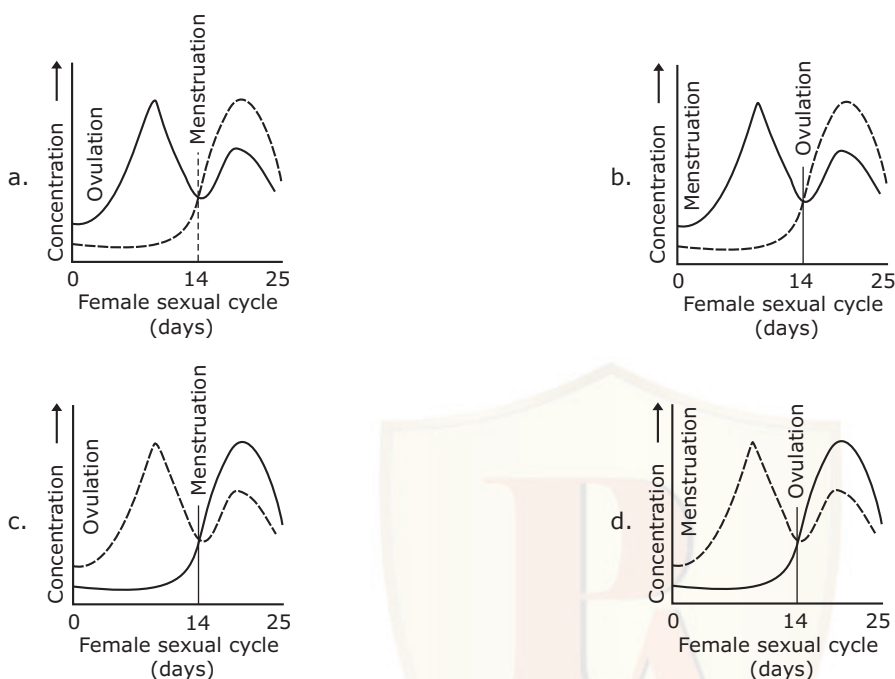 a.
Concentration
Ovulation
Menstruation
0
14
25
Female sexual cycle
(days)
b.
Concentration
Menstruation
Ovulation
0
14
25
Female sexual cycle
(days)
c.
Concentration
Ovulation
Menstruation
0
14
25
Female sexual cycle
(days)
d.
Concentration
Menstruation
Ovulation
0
14
25
Female sexual cycle
(days)